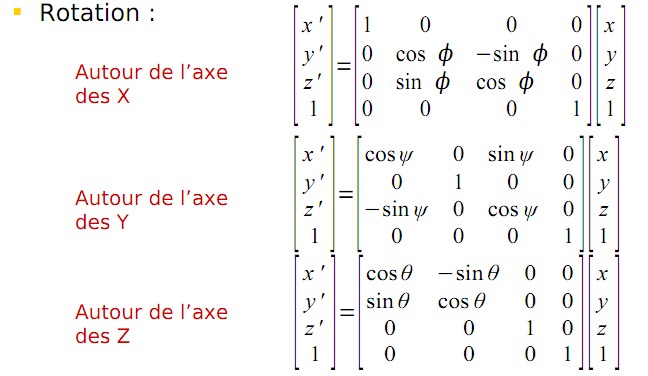 Rotation :
Autour de l’axe
des X
[x '] [1 0 0 0] [x]
[y '] = [0 cos ϕ −sin ϕ 0] [y]
[z '] [0 sin ϕ cos ϕ 0] [z]
[1] [0 0 0 1] [1]
Autour de l’axe
des Y
[x '] [cos ψ 0 sin ψ 0] [x]
[y '] = [0 1 0 0] [y]
[z '] [−sin ψ 0 cos ψ 0] [z]
[1] [0 0 0 1] [1]
Autour de l’axe
des Z
[x '] [cos θ −sin θ 0 0] [x]
[y '] = [sin θ cos θ 0 0] [y]
[z '] [0 0 1 0] [z]
[1] [0 0 0 1] [1]